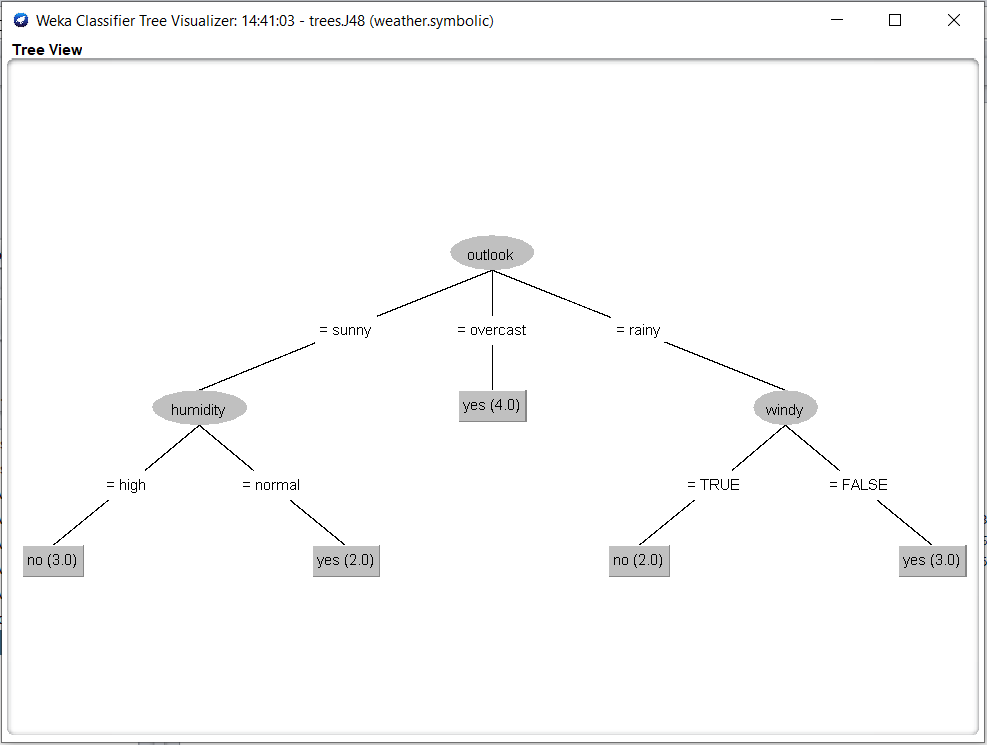 Weka Classifier Tree Visualizer: 14:41:03 - trees.J48 (weather.symbolic)
Tree View
outlook
= sunny
= overcast
= rainy
humidity
yes (4.0)
windy
= high
= normal
= TRUE
= FALSE
no (3.0)
yes (2.0)
no (2.0)
yes (3.0)